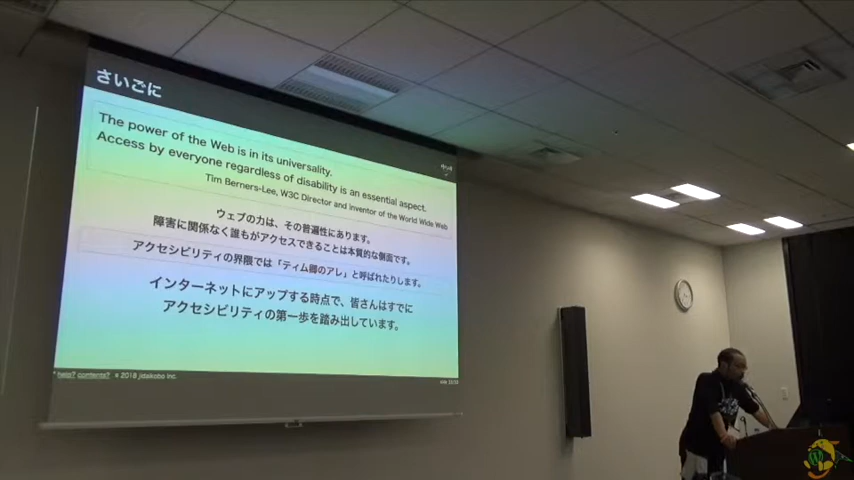 さいごに
The power of the Web is in its universality.
Access by everyone regardless of disability is an essential aspect.
Tim Berners-Lee, W3C Director and inventor of the World Wide Web
ウェブの力は、その普遍性にあります。
障害に関係なく誰もがアクセスできることは本質的な側面です。
アクセシビリティの界隈では「ティム卿のアレ」と呼ばれたりします。
インターネットにアップする時点で、皆さんはすでに
アクセシビリティの第一歩を踏み出しています。
help? contents? © 2018 jidaikobo Inc.